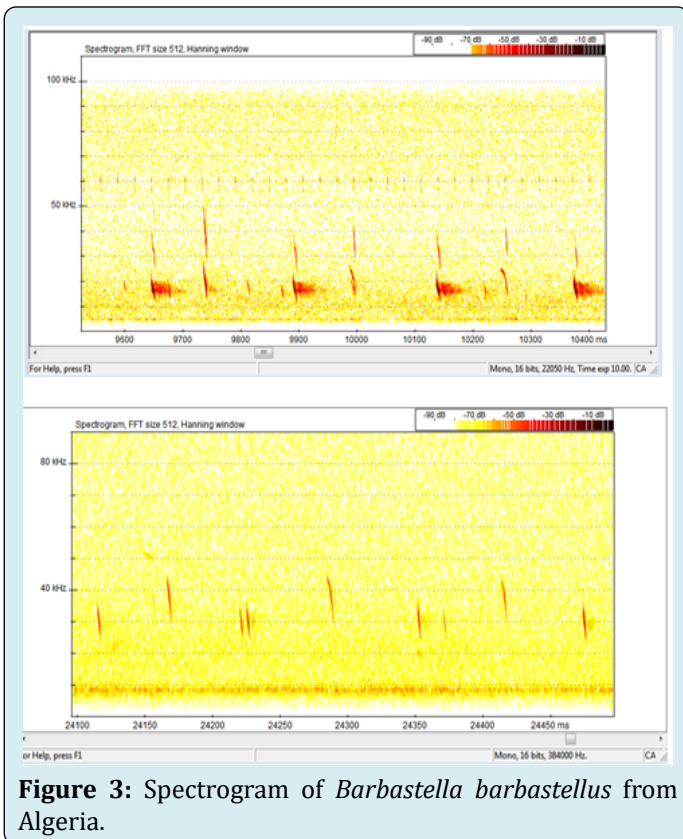 Spectrogram, FFT size 512, Hanning window
-90 dB -70 dB -50 dB -30 dB -10 dB
100 kHz
50 kHz
9600 9700 9800 9900 10000 10100 10200 10300 10400 ms
For Help, press F1 Mono, 16 bits, 22050 Hz, Time exp 10.00. CA
Spectrogram, FFT size 512, Hanning window
-90 dB -70 dB -50 dB -30 dB -10 dB
80 kHz
40 kHz
24100 24150 24200 24250 24300 24350 24400 24450 ms
or Help, press F1 Mono, 16 bits, 384000 Hz. CA
Figure 3: Spectrogram of Barbastella barbastellus from
Algeria.